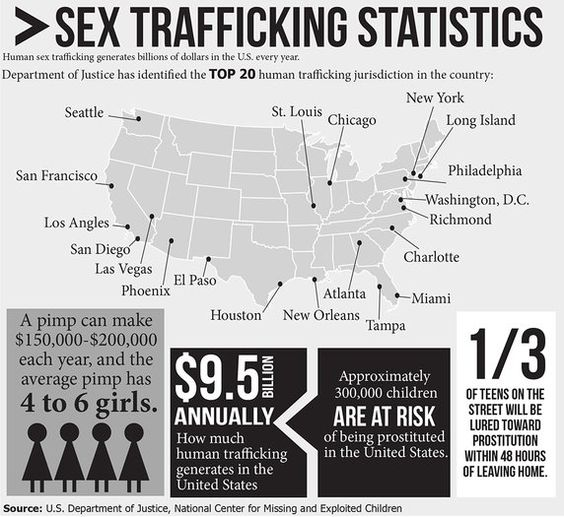 > SEX TRAFFICKING STATISTICS
Human sex trafficking generates billions of dollars in the U.S. every year.
Department of Justice has identified the TOP 20 human trafficking jurisdiction in the country:
Seattle
St. Louis
Chicago
New York
Long Island
San Francisco
Philadelphia
Washington, D.C.
Richmond
Los Angles
San Diego
Las Vegas
Phoenix
El Paso
Charlotte
Houston
New Orleans
Atlanta
Tampa
Miami
A pimp can make
$150,000-$200,000
each year, and the
average pimp has
4 to 6 girls.
$9.5 BILLION
ANNUALLY
How much
human trafficking
generates in the
United States
Approximately
300,000 children
ARE AT RISK
of being prostituted
in the United States.
1/3
OF TEENS ON THE
STREET WILL BE
LURED TOWARD
PROSTITUTION
WITHIN 48 HOURS
OF LEAVING HOME.
Source: U.S. Department of Justice, National Center for Missing and Exploited Children